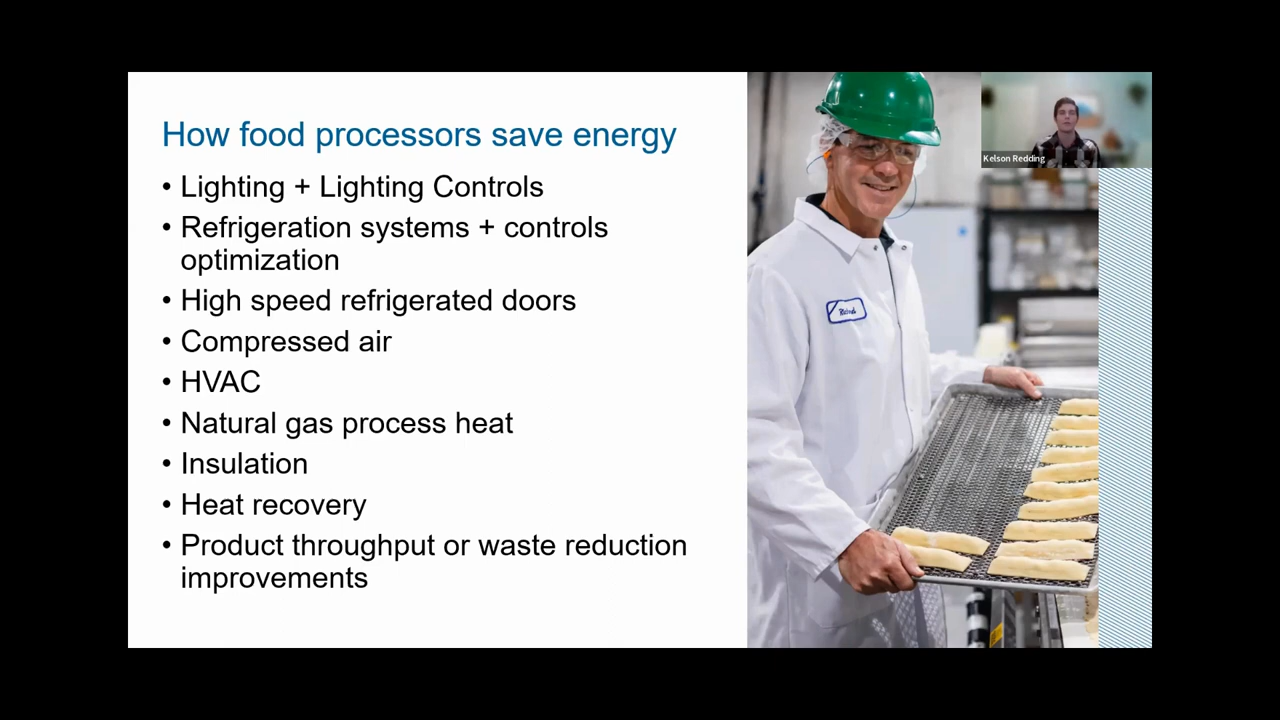 How food processors save energy
• Lighting + Lighting Controls
• Refrigeration systems + controls
optimization
• High speed refrigerated doors
• Compressed air
• HVAC
• Natural gas process heat
• Insulation
• Heat recovery
• Product throughput or waste reduction
improvements
Kelson Redding